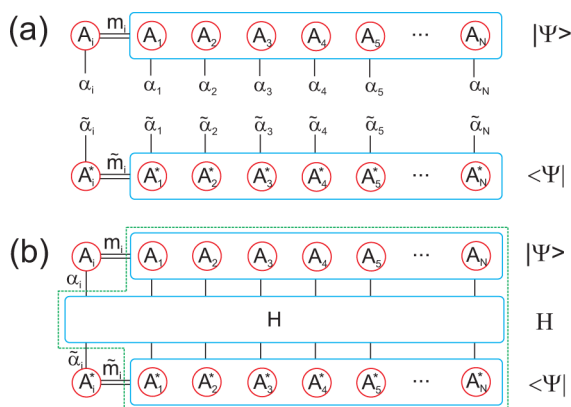 (a)
A_i m_i A_1 A_2 A_3 A_4 A_5 ... A_N |Ψ>
α_i α_1 α_2 α_3 α_4 α_5 α_N
α̃_i α̃_1 α̃_2 α̃_3 α̃_4 α̃_5 α̃_N
A*_i m̃_i A*_1 A*_2 A*_3 A*_4 A*_5 ... A*_N <Ψ|
(b)
A_i m_i A_1 A_2 A_3 A_4 A_5 ... A_N |Ψ>
α_i
H H
α̃_i
A*_i m̃_i A*_1 A*_2 A*_3 A*_4 A*_5 ... A*_N <Ψ|